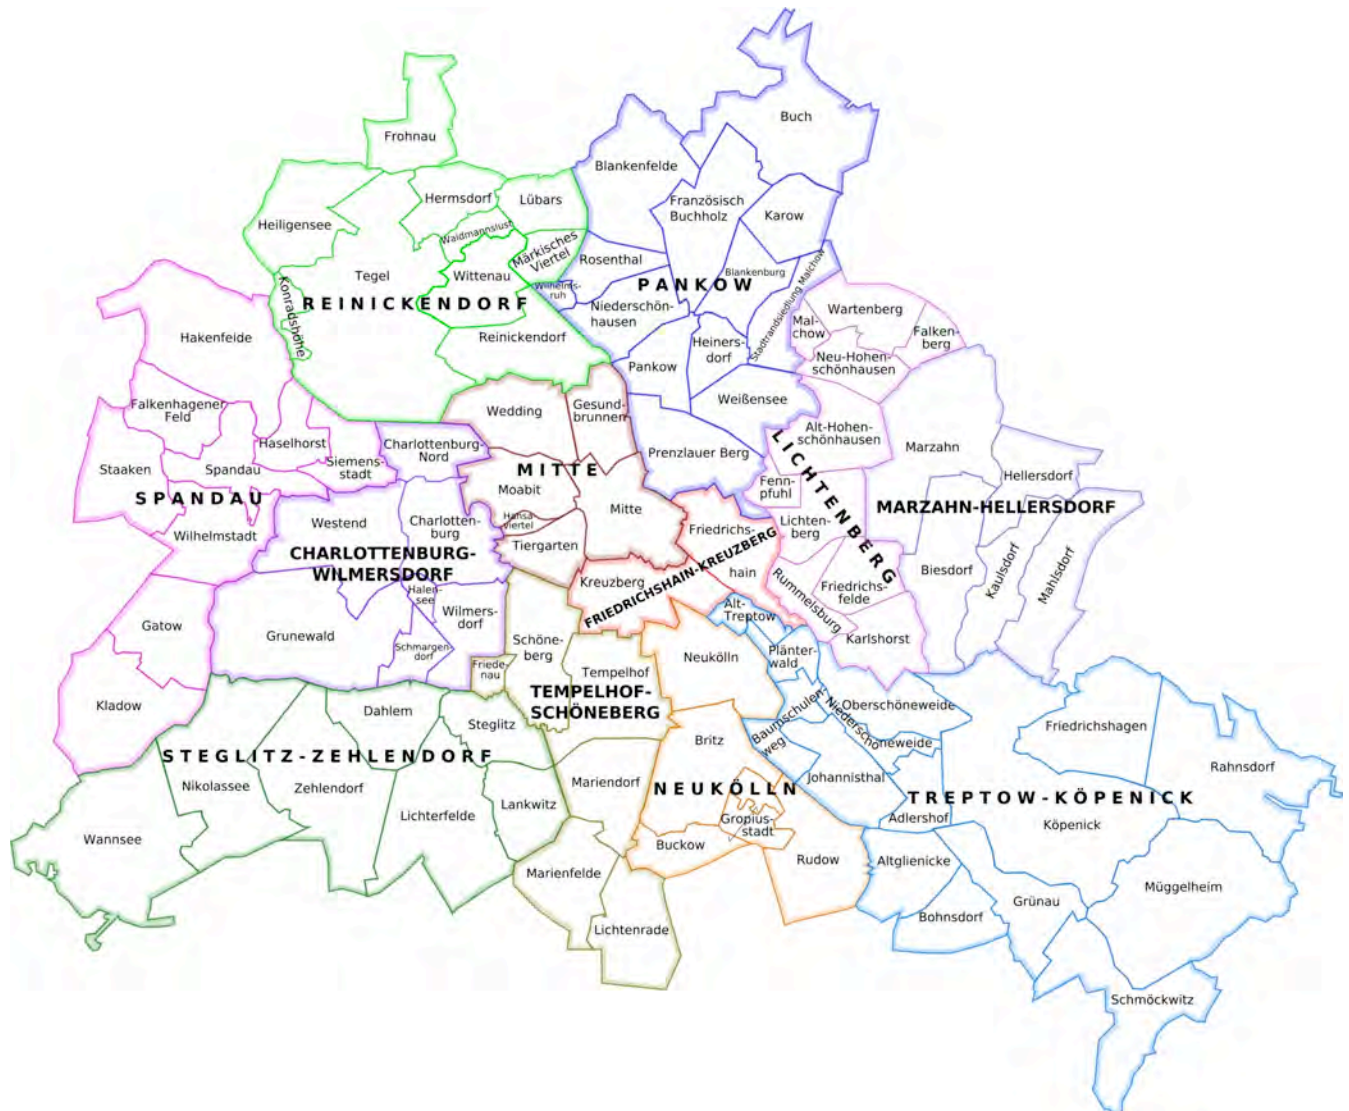 Buch
Frohnau
Blankenfelde
Hermsdorf
Lübars
Französisch
Buchholz
Karow
Heiligensee
Waidmannslust
Märkisches
Viertel
Rosenthal
Tegel
Wittenau
Blankenburg
Stadtrandsiedlung Malchow
Konradshöhe
REINICKENDORF
Wilhelms-
ruh
PANKOW
Niederschön-
hausen
Wartenberg
Mal-
chow
Falken-
berg
Hakenfelde
Reinickendorf
Heiners-
dorf
Pankow
Neu-Hohen-
schönhausen
Weißensee
Falkenhagener
Feld
Wedding
Gesund-
brunnen
Alt-Hohen-
schönhausen
Haselhorst
Charlottenburg-
Nord
Marzahn
Staaken
Spandau
Siemens-
stadt
MITTE
Prenzlauer Berg
LICHTENBERG
Hellersdorf
SPANDAU
Moabit
Fenn-
pfuhl
Mitte
MARZAHN-HELLERSDORF
Westend
Charlotten-
burg
Hansa
viertel
Wilhelmstadt
Tiergarten
Friedrichs-
hain
Lichten-
berg
CHARLOTTENBURG-
WILMERSDORF
Kreuzberg
FRIEDRICHSHAIN-KREUZBERG
Biesdorf
Kaulsdorf
Mahlsdorf
Rummelsburg
Friedrichs-
felde
Halen-
see
Wilmers-
dorf
Alt-
Treptow
Gatow
Grunewald
Schmargen-
dorf
Schöne-
berg
Karlshorst
Friede-
nau
Tempelhof
Neukölln
Plänter-
wald
Kladow
TEMPELHOF-
SCHÖNEBERG
Dahlem
Steglitz
Baumschulen-
weg
Niederschö
neweide
Oberschöneweide
Friedrichshagen
STEGLITZ-ZEHLENDORF
Britz
Rahnsdorf
Nikolassee
Zehlendorf
Mariendorf
NEUKÖLLN
Johannisthal
Lankwitz
TREPTOW-KÖPENICK
Lichterfelde
Gropius-
stadt
Adlershof
Köpenick
Wannsee
Buckow
Rudow
Altglienicke
Marienfelde
Müggelheim
Grünau
Bohnsdorf
Lichtenrade
Schmöckwitz